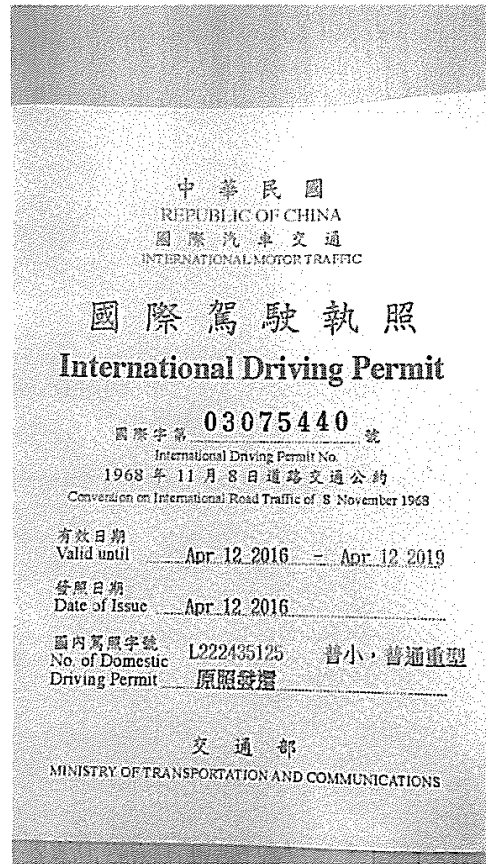 中華民國
REPUBLIC OF CHINA
國際汽車交通
INTERNATIONAL MOTOR TRAFFIC
國際駕駛執照
International Driving Permit
國際字第 03075440 號
International Driving Permit No.
1968 年 11 月 8 日道路交通公約
Convention on International Road Traffic of 8 November 1968
有效日期
Valid until Apr 12 2016 - Apr 12 2019
發照日期
Date of Issue Apr 12 2016
國內駕照字號
No. of Domestic L222435125 普小,普通重型
Driving Permit 原照發還
交通部
MINISTRY OF TRANSPORTATION AND COMMUNICATIONS